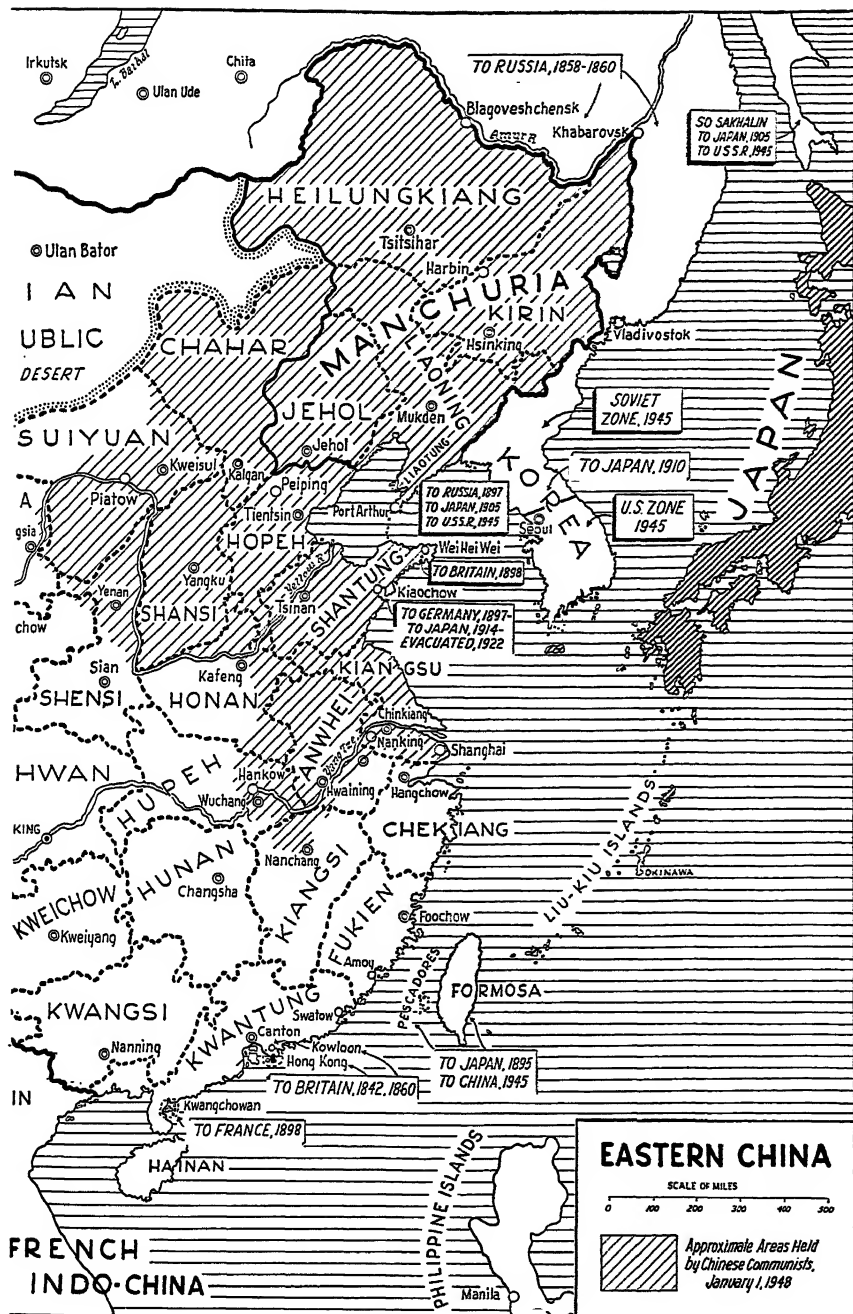 Irkutsk
L. Baikal
Chita
Ulan Ude
TO RUSSIA, 1858-1860
Blagoveshchensk
Amur R.
Khabarovsk
SO SAKHALIN
TO JAPAN, 1905
TO U.S.S.R, 1945
HEILUNGKIANG
Tsitsihar
Ulan Bator
IAN
UBLIC
DESERT
Harbin
MANCHURIA
KIRIN
Hsinking
Vladivostok
CHAHAR
LIAONING
JEHOL
Mukden
SOVIET
ZONE, 1945
JAPAN
SUIYUAN
Kweisui
Kalgan
Jehol
LIAOTUNG
KOREA
TO JAPAN, 1910
A
Piatow
Peiping
Tientsin
Port Arthur
TO RUSSIA, 1897
TO JAPAN, 1905
TO U.S.S.R, 1945
U.S. ZONE
1945
Seoul
gsia
HOPEH
Wei Hei Wei
TO BRITAIN, 1898
Yenan
Yangku
Yellow R.
Tsinan
SHANTUNG
Kiaochow
chow
SHANSI
TO GERMANY, 1897-
TO JAPAN, 1914-
EVACUATED, 1922
Sian
Kafeng
KIANGSU
SHENSI
HONAN
ANWHEI
Chinkiang
Nanking
Shanghai
HWAN
HUPEH
Hankow
Yang Tze
Hwaining
Wuchang
Hangchow
KING
CHEKIANG
Nanchang
HUNAN
Changsha
KIANGSI
LIU-KIU ISLANDS
OKINAWA
KWEICHOW
Kweiyang
FUKIEN
Foochow
Amoy
PESCADORES
FORMOSA
KWANGSI
KWANTUNG
Swatow
Nanning
Canton
Kowloon
Hong Kong
TO JAPAN, 1895
TO CHINA, 1945
TO BRITAIN, 1842, 1860
IN
Kwangchowan
TO FRANCE, 1898
HAINAN
PHILIPPINE ISLANDS
Manila
FRENCH
INDO-CHINA
EASTERN CHINA
SCALE OF MILES
0 100 200 300 400 500
Approximate Areas Held
by Chinese Communists,
January 1, 1948